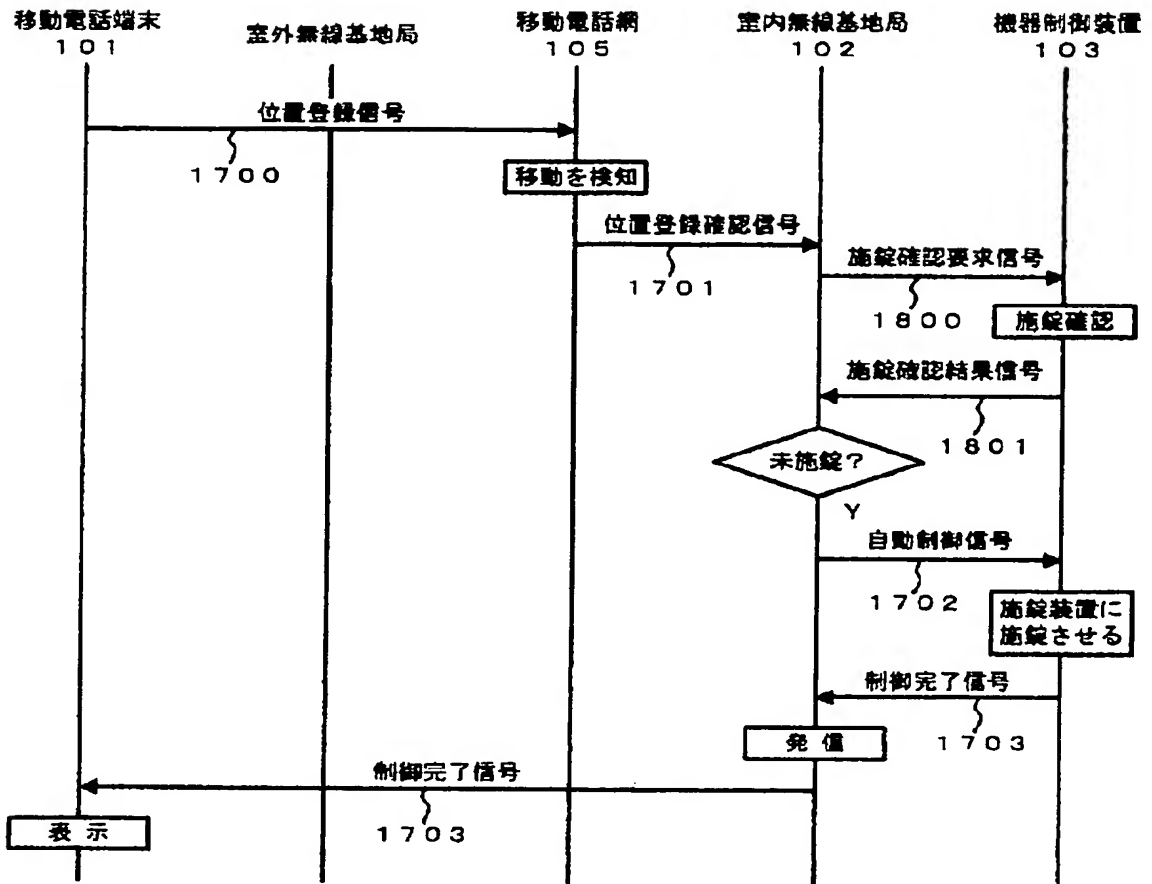 移動電話端末
101
室外無線基地局
移動電話網
105
室内無線基地局
102
機器制御装置
103
位置登録信号
1700
移動を検知
位置登録確認信号
1701
施錠確認要求信号
1800
施錠確認
施錠確認結果信号
1801
未施錠?
Y
自動制御信号
1702
施錠装置に
施錠させる
制御完了信号
1703
発信
制御完了信号
1703
表示